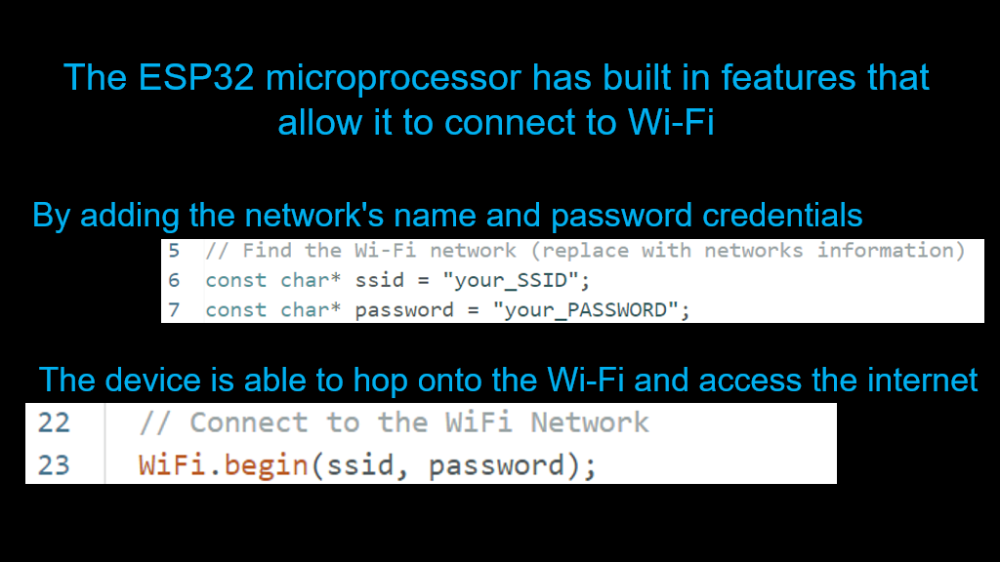 The ESP32 microprocessor has built in features that
allow it to connect to Wi-Fi
By adding the network's name and password credentials
5 // Find the Wi-Fi network (replace with networks information)
6 const char* ssid = "your_SSID";
7 const char* password = "your_PASSWORD";
The device is able to hop onto the Wi-Fi and access the internet
22 // Connect to the WiFi Network
23 WiFi.begin(ssid, password);